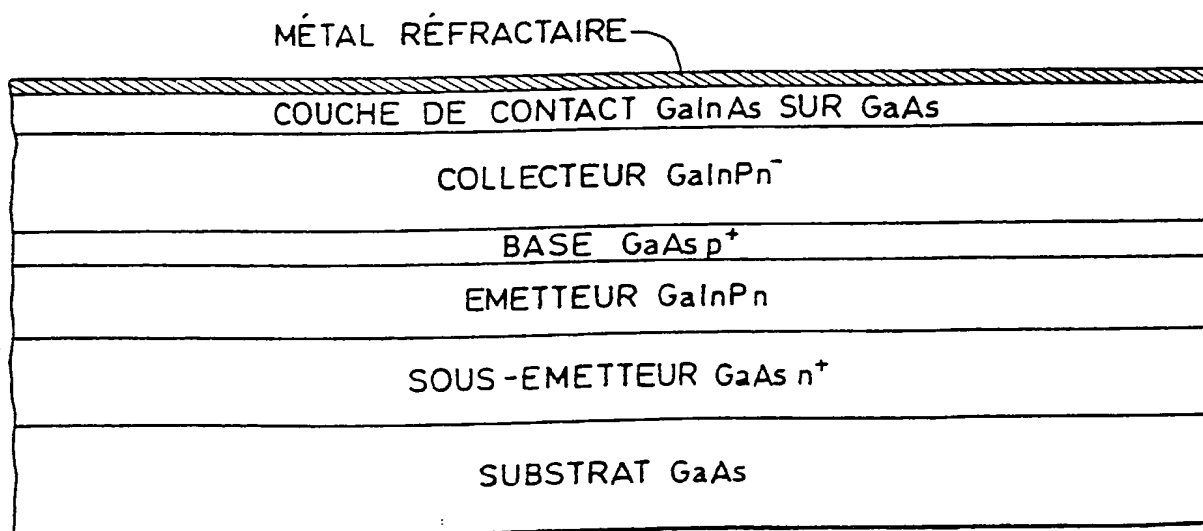 MÉTAL RÉFRACTAIRE
COUCHE DE CONTACT GaInAs SUR GaAs
COLLECTEUR GaInPn⁻
BASE GaAs p⁺
EMETTEUR GaInPn
SOUS-EMETTEUR GaAs n⁺
SUBSTRAT GaAs